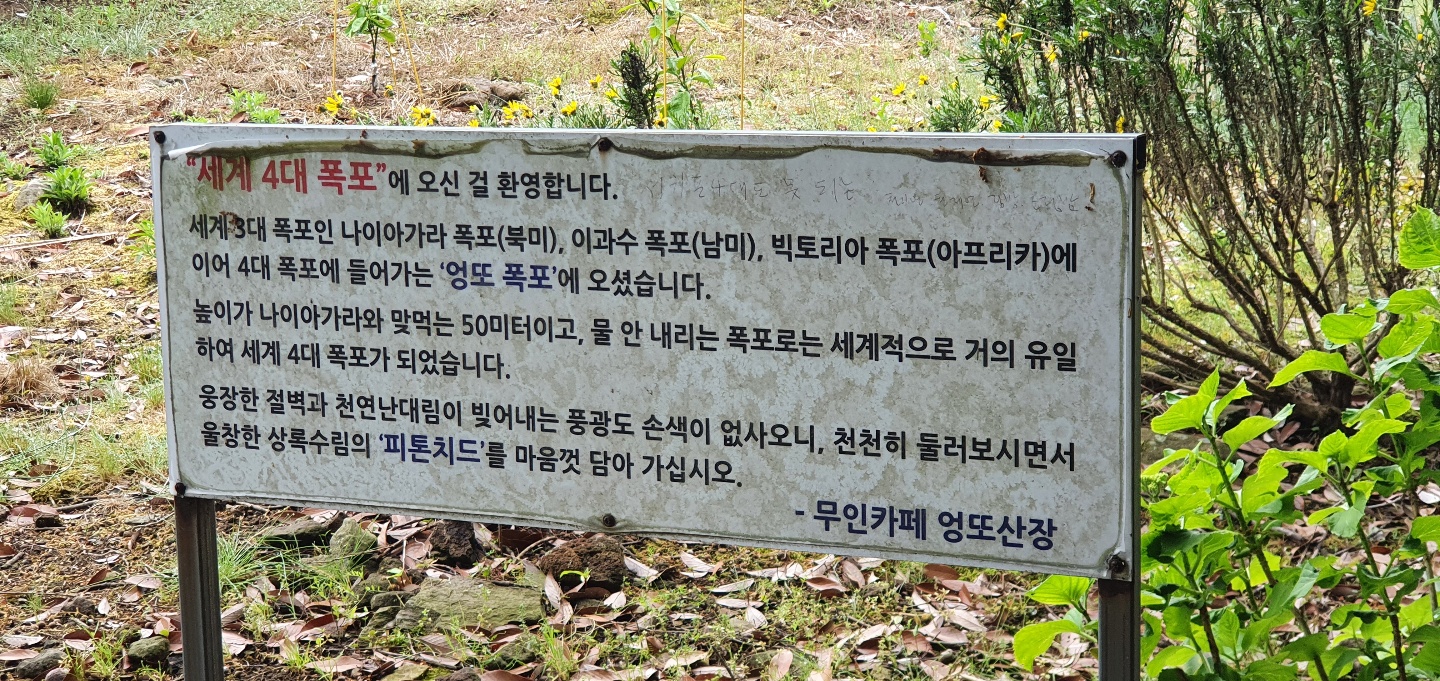 “세계 4대 폭포”에 오신 걸 환영합니다.
세계 3대 폭포인 나이아가라 폭포(북미), 이과수 폭포(남미), 빅토리아 폭포(아프리카)에
이어 4대 폭포에 들어가는 ‘엉또 폭포’에 오셨습니다.
높이가 나이아가라와 맞먹는 50미터이고, 물 안 내리는 폭포로는 세계적으로 거의 유일
하여 세계 4대 폭포가 되었습니다.
웅장한 절벽과 천연난대림이 빚어내는 풍광도 손색이 없사오니, 천천히 둘러보시면서
울창한 상록수림의 ‘피톤치드’를 마음껏 담아 가십시오.
- 무인카페 엉또산장